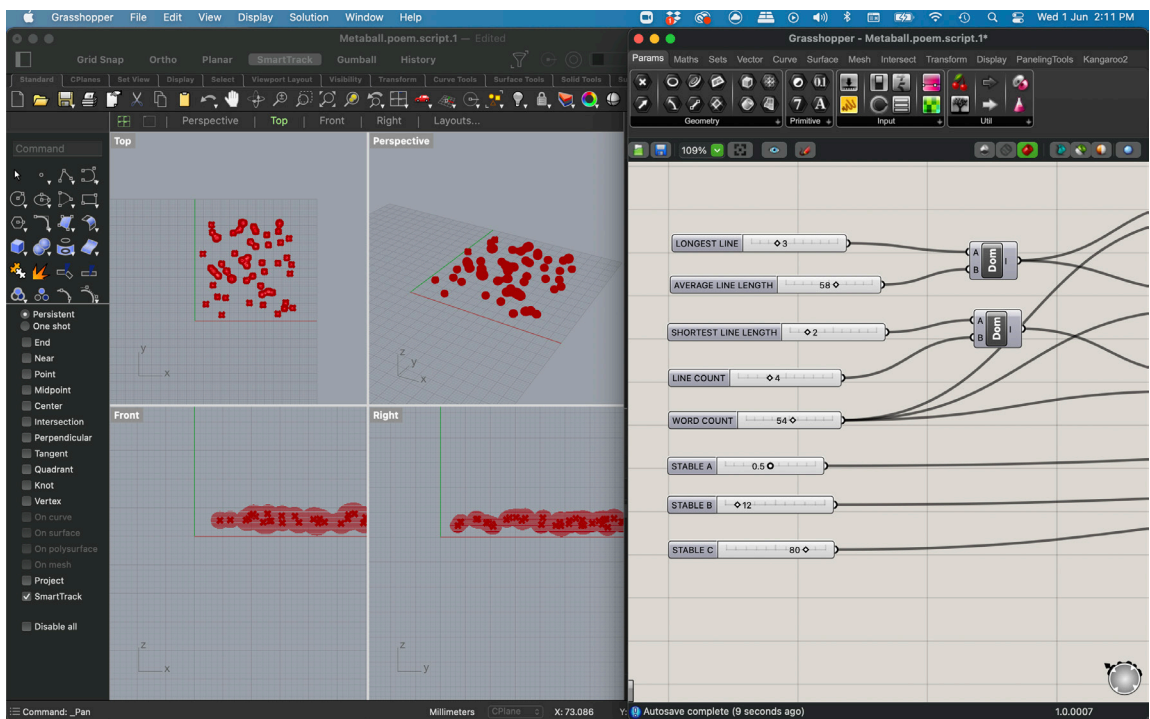 Grasshopper File Edit View Display Solution Window Help
Wed 1 Jun 2:11 PM
Metaball.poem.script.1 — Edited
Grasshopper - Metaball.poem.script.1*
Grid Snap Ortho Planar SmartTrack Gumball History
Params Maths Sets Vector Curve Surface Mesh Intersect Transform Display PanelingTools Kangaroo2
Standard CPlanes Set View Display Select Viewport Layout Visibility Transform Curve Tools Surface Tools Solid Tools
Geometry Primitive Input Util
Perspective Top Front Right Layouts...
109%
Command
Top
Perspective
y
x
z
y
x
Front
Right
z
x
z
y
Persistent
One shot
End
Near
Point
Midpoint
Center
Intersection
Perpendicular
Tangent
Quadrant
Knot
Vertex
On curve
On surface
On polysurface
On mesh
Project
SmartTrack
Disable all
LONGEST LINE 3
AVERAGE LINE LENGTH 58
A
B
Dom
I
SHORTEST LINE LENGTH 2
A
B
Dom
I
LINE COUNT 4
WORD COUNT 54
STABLE A 0.5
STABLE B 12
STABLE C 80
Command: _Pan
Millimeters CPlane X: 73.086 Y:
Autosave complete (9 seconds ago)
1.0.0007